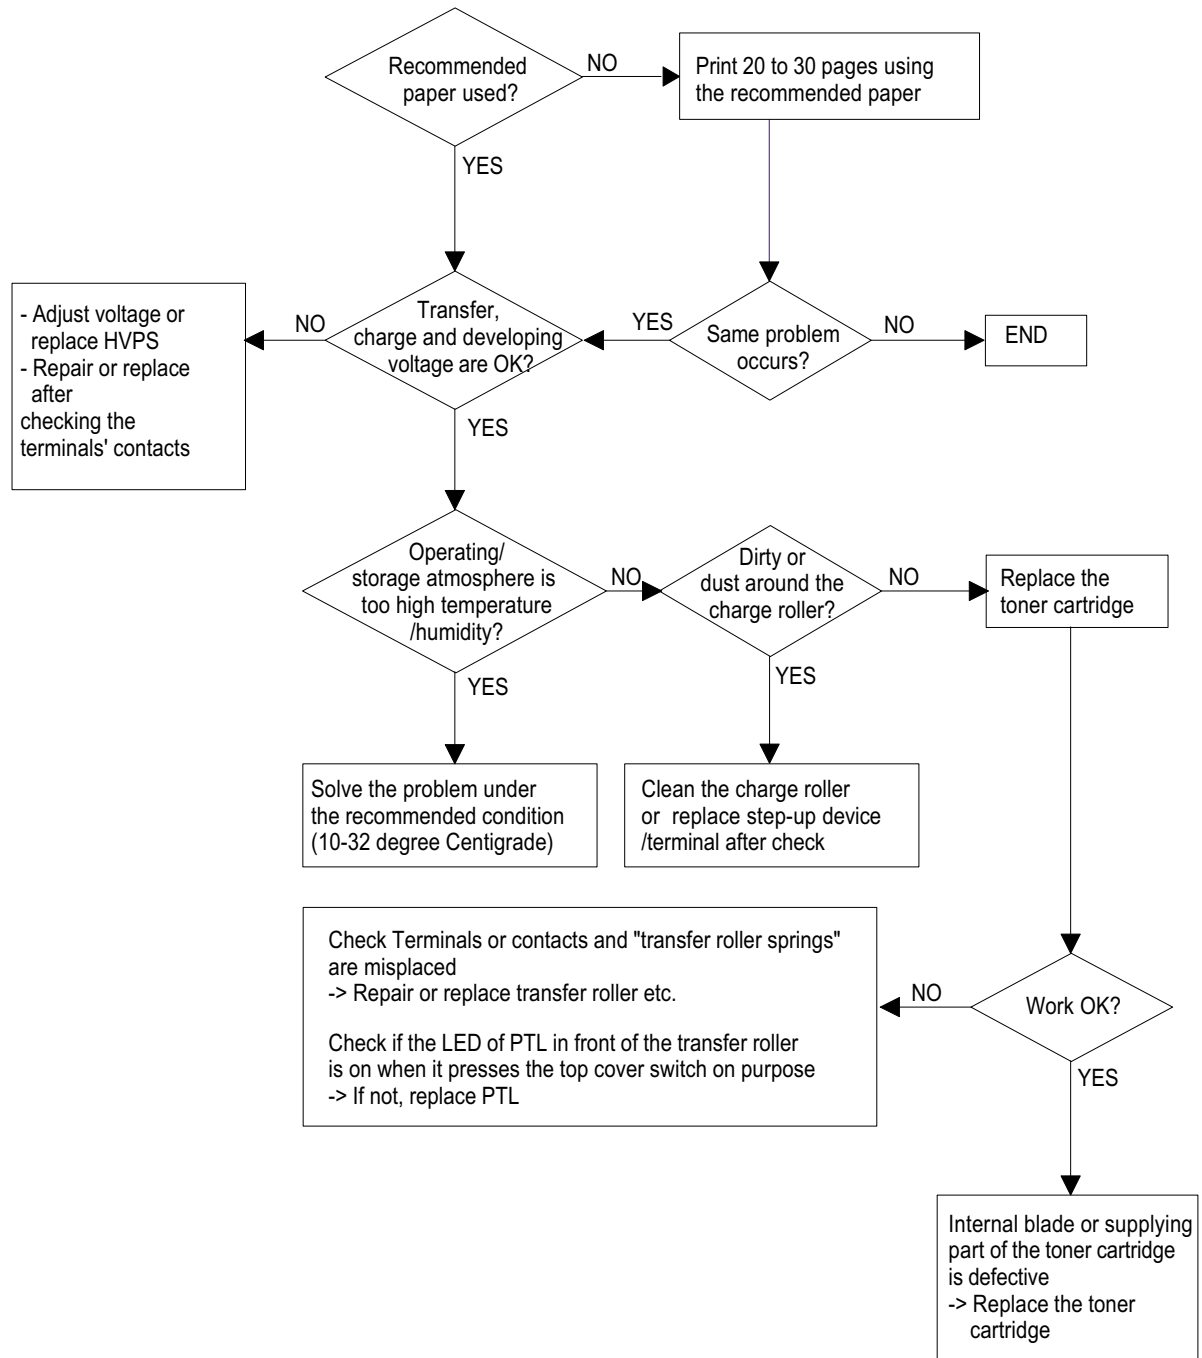 Recommended
paper used?
NO
Print 20 to 30 pages using
the recommended paper
YES
- Adjust voltage or
replace HVPS
- Repair or replace
after
checking the
terminals' contacts
NO
Transfer,
charge and developing
voltage are OK?
YES
Same problem
occurs?
NO
END
YES
Operating/
storage atmosphere is
too high temperature
/humidity?
NO
Dirty or
dust around the
charge roller?
NO
Replace the
toner cartridge
YES
YES
Solve the problem under
the recommended condition
(10-32 degree Centigrade)
Clean the charge roller
or replace step-up device
/terminal after check
Check Terminals or contacts and "transfer roller springs"
are misplaced
-> Repair or replace transfer roller etc.
Check if the LED of PTL in front of the transfer roller
is on when it presses the top cover switch on purpose
-> If not, replace PTL
NO
Work OK?
YES
Internal blade or supplying
part of the toner cartridge
is defective
-> Replace the toner
cartridge